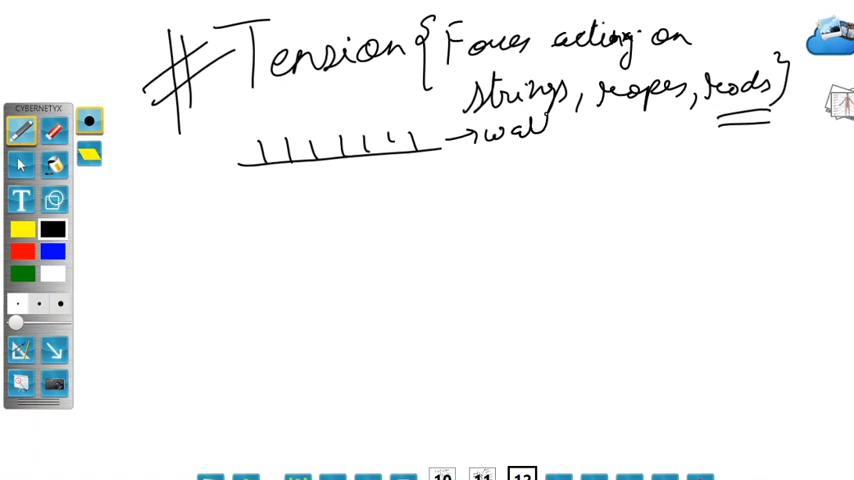 # Tension { Forces acting on
strings, ropes, rods }
→ wall
CYBERNETYX
T
10 11 12